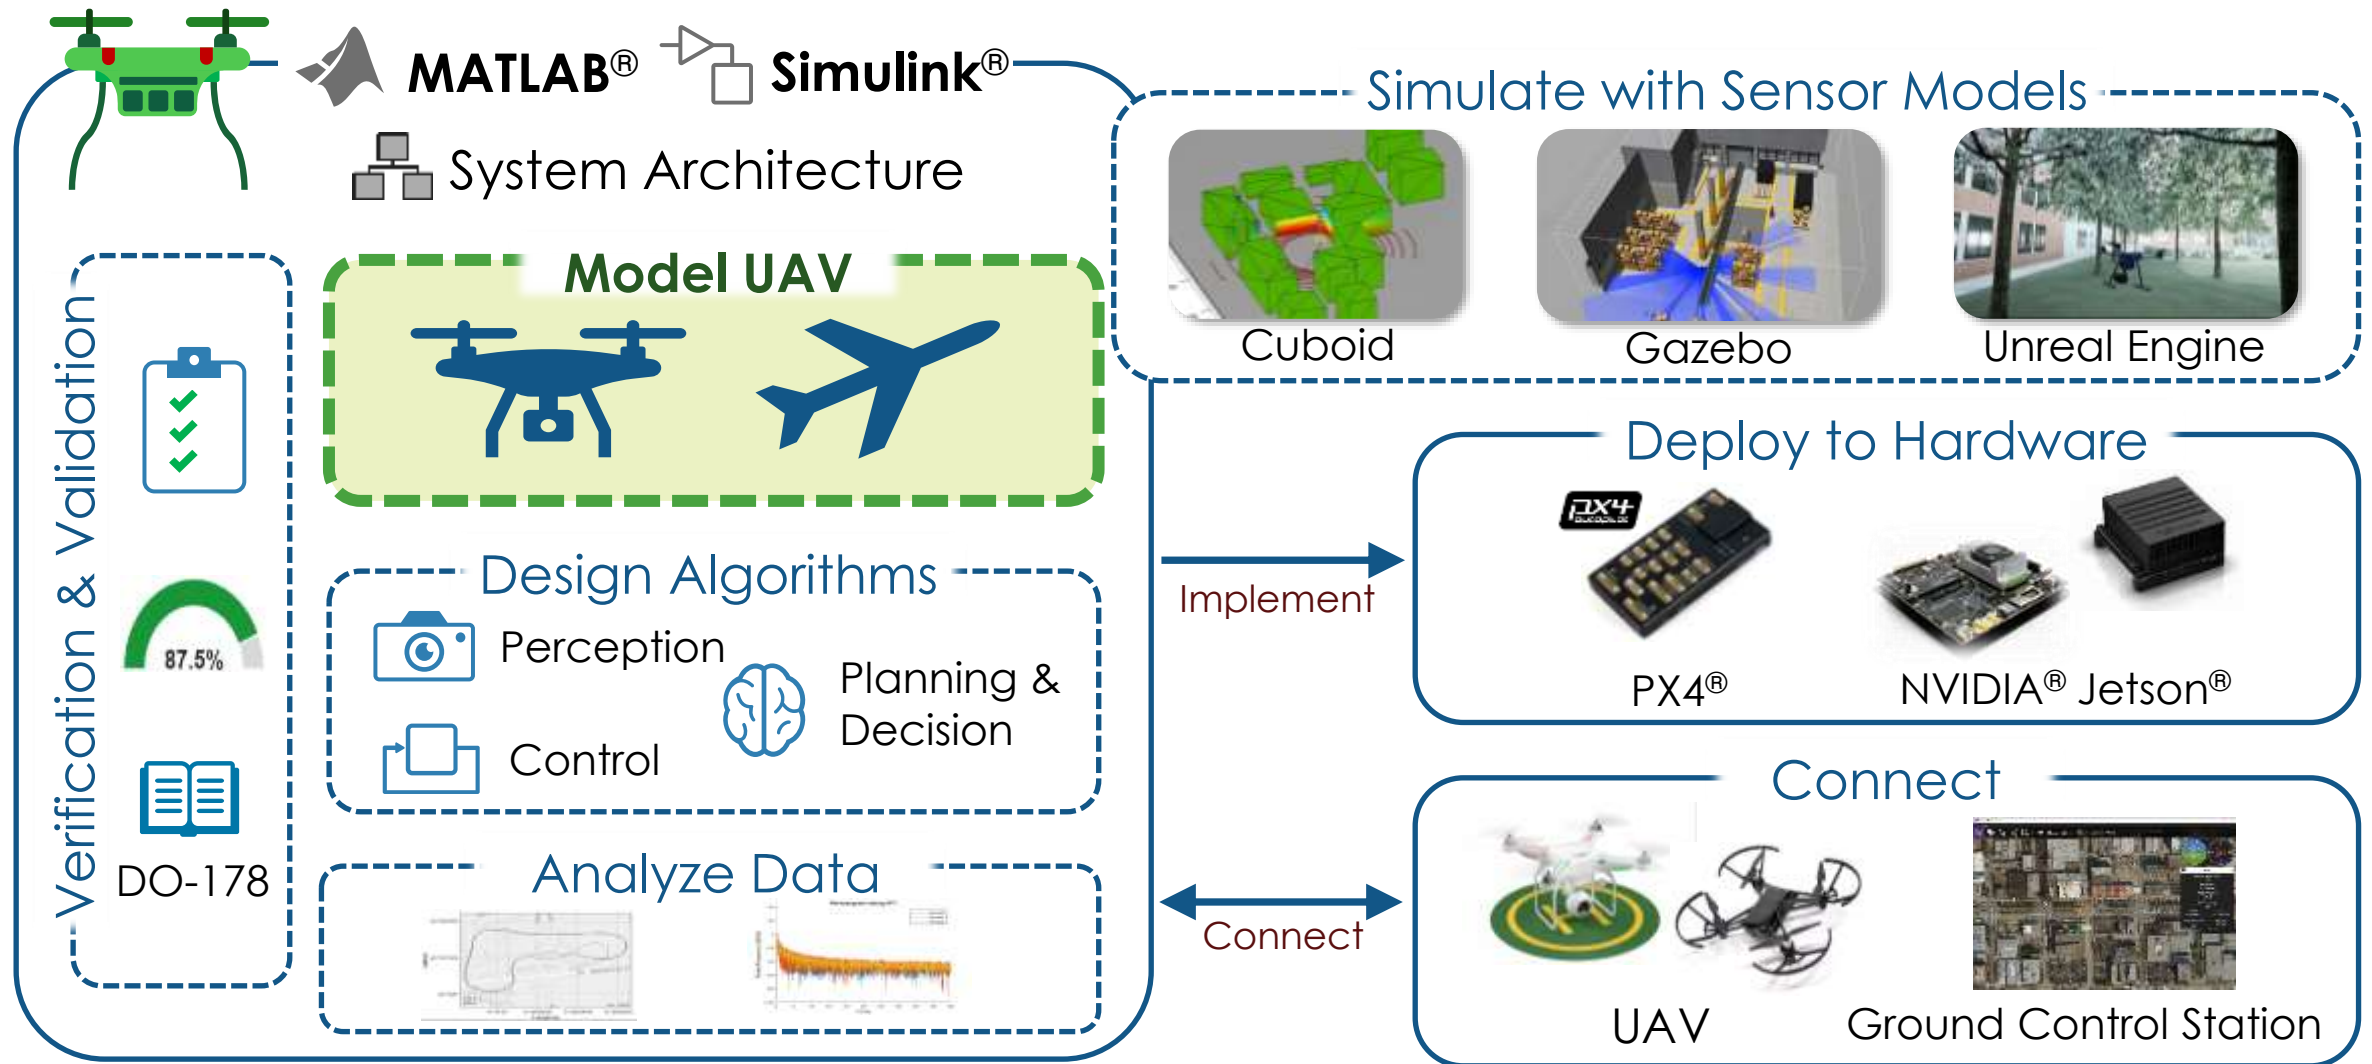 MATLAB®
Simulink®
System Architecture
Simulate with Sensor Models
Cuboid
Gazebo
Unreal Engine
Verification & Validation
87.5%
DO-178
Model UAV
Design Algorithms
Perception
Planning &
Decision
Control
Analyze Data
Implement
Connect
Deploy to Hardware
PX4
PX4®
NVIDIA® Jetson®
Connect
UAV
Ground Control Station